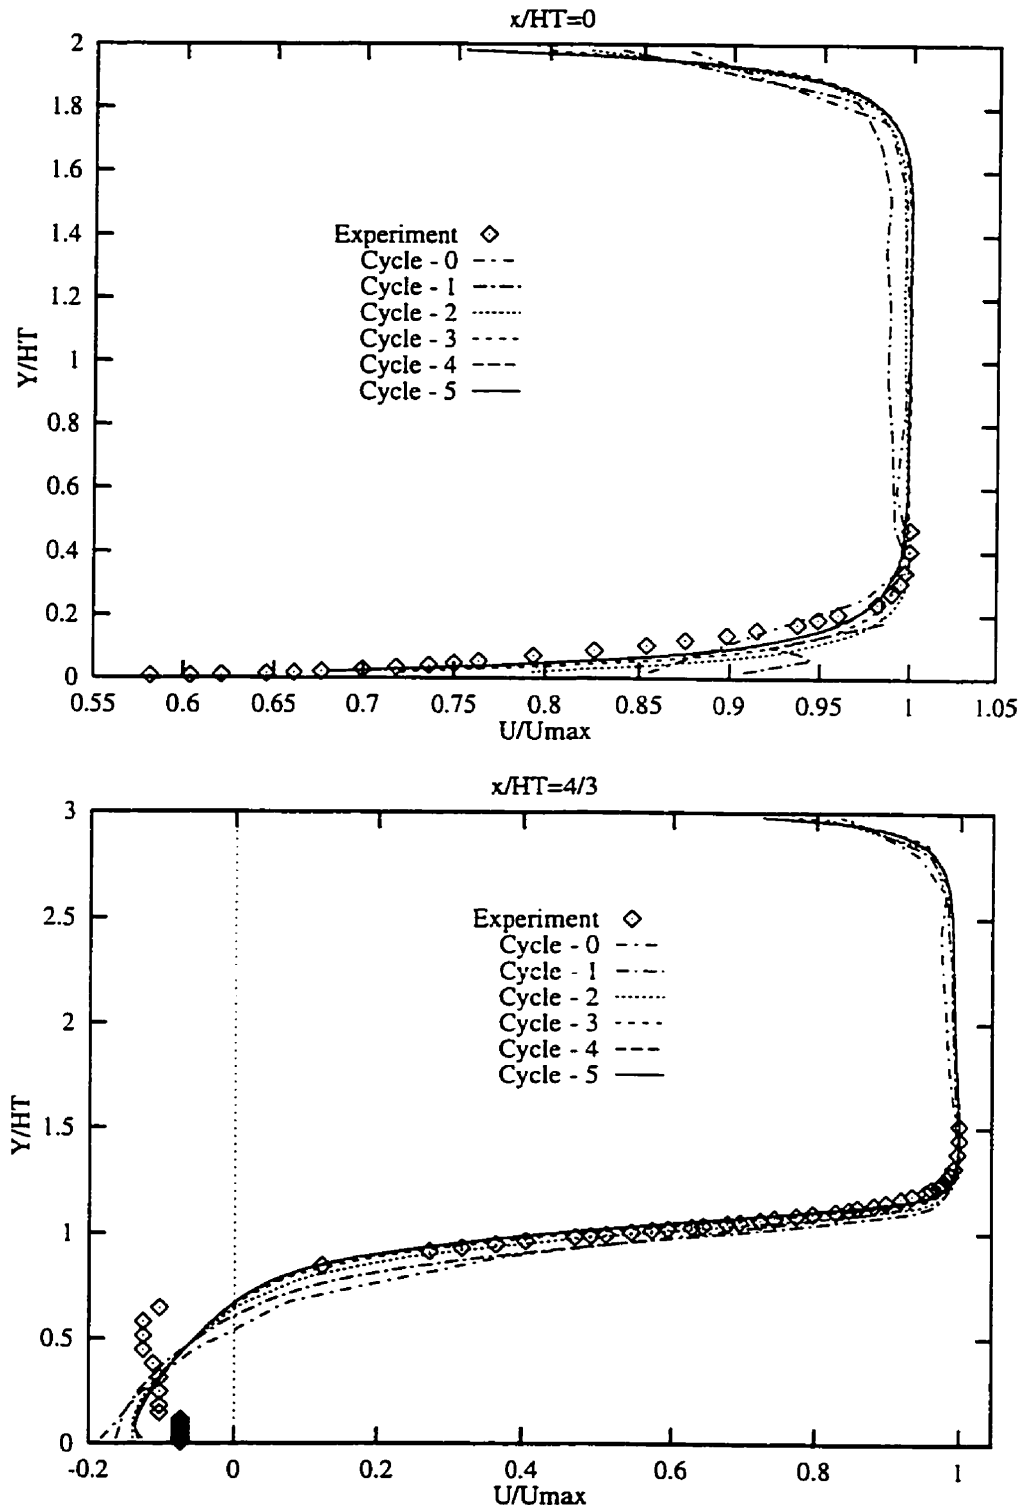 x/HT=0
2
1.8
1.6
1.4
1.2
1
0.8
0.6
0.4
0.2
0
Y/HT
Experiment
Cycle - 0
Cycle - 1
Cycle - 2
Cycle - 3
Cycle - 4
Cycle - 5
0.55 0.6 0.65 0.7 0.75 0.8 0.85 0.9 0.95 1 1.05
U/Umax
x/HT=4/3
3
2.5
2
1.5
1
0.5
0
Y/HT
Experiment
Cycle - 0
Cycle - 1
Cycle - 2
Cycle - 3
Cycle - 4
Cycle - 5
-0.2 0 0.2 0.4 0.6 0.8 1
U/Umax